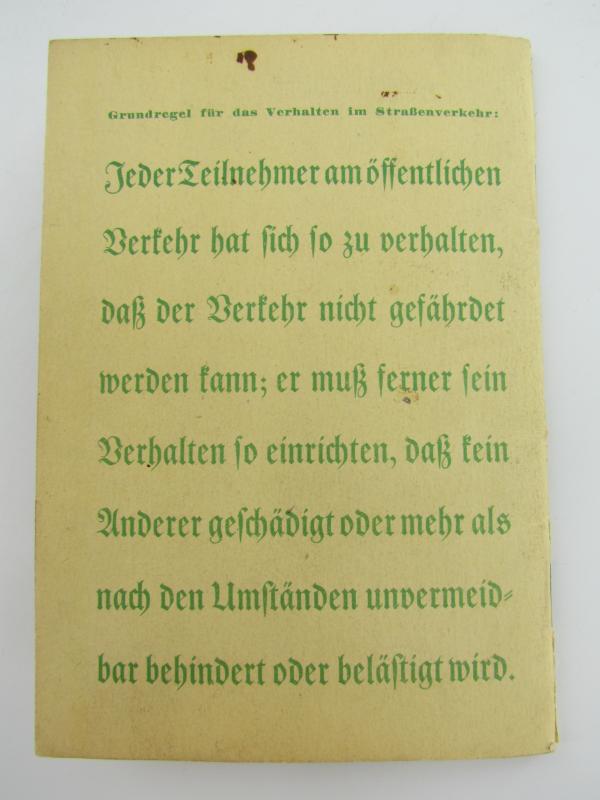 Grundregel für das Verhalten im Straßenverkehr:
Jeder Teilnehmer am öffentlichen
Verkehr hat sich so zu verhalten,
daß der Verkehr nicht gefährdet
werden kann; er muß ferner sein
Verhalten so einrichten, daß kein
Anderer geschädigt oder mehr als
nach den Umständen unvermeid-
bar behindert oder belästigt wird.